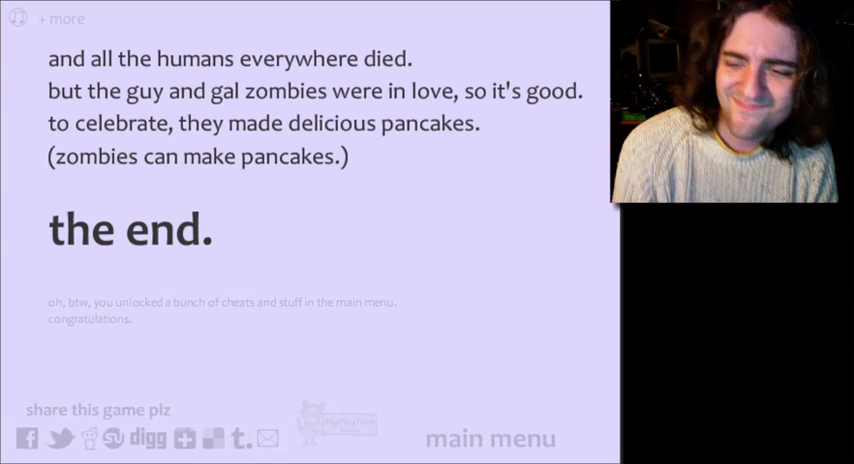 + more
and all the humans everywhere died.
but the guy and gal zombies were in love, so it's good.
to celebrate, they made delicious pancakes.
(zombies can make pancakes.)
the end.
oh, btw, you unlocked a bunch of cheats and stuff in the main menu.
congratulations.
share this game plz
digg
t.
main menu